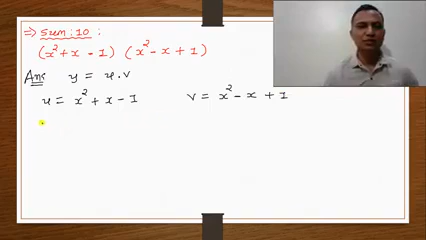 => Sum : 10 :
(x² + x - 1) (x² - x + 1)
Ans y = u.v
u = x² + x - 1 v = x² - x + 1